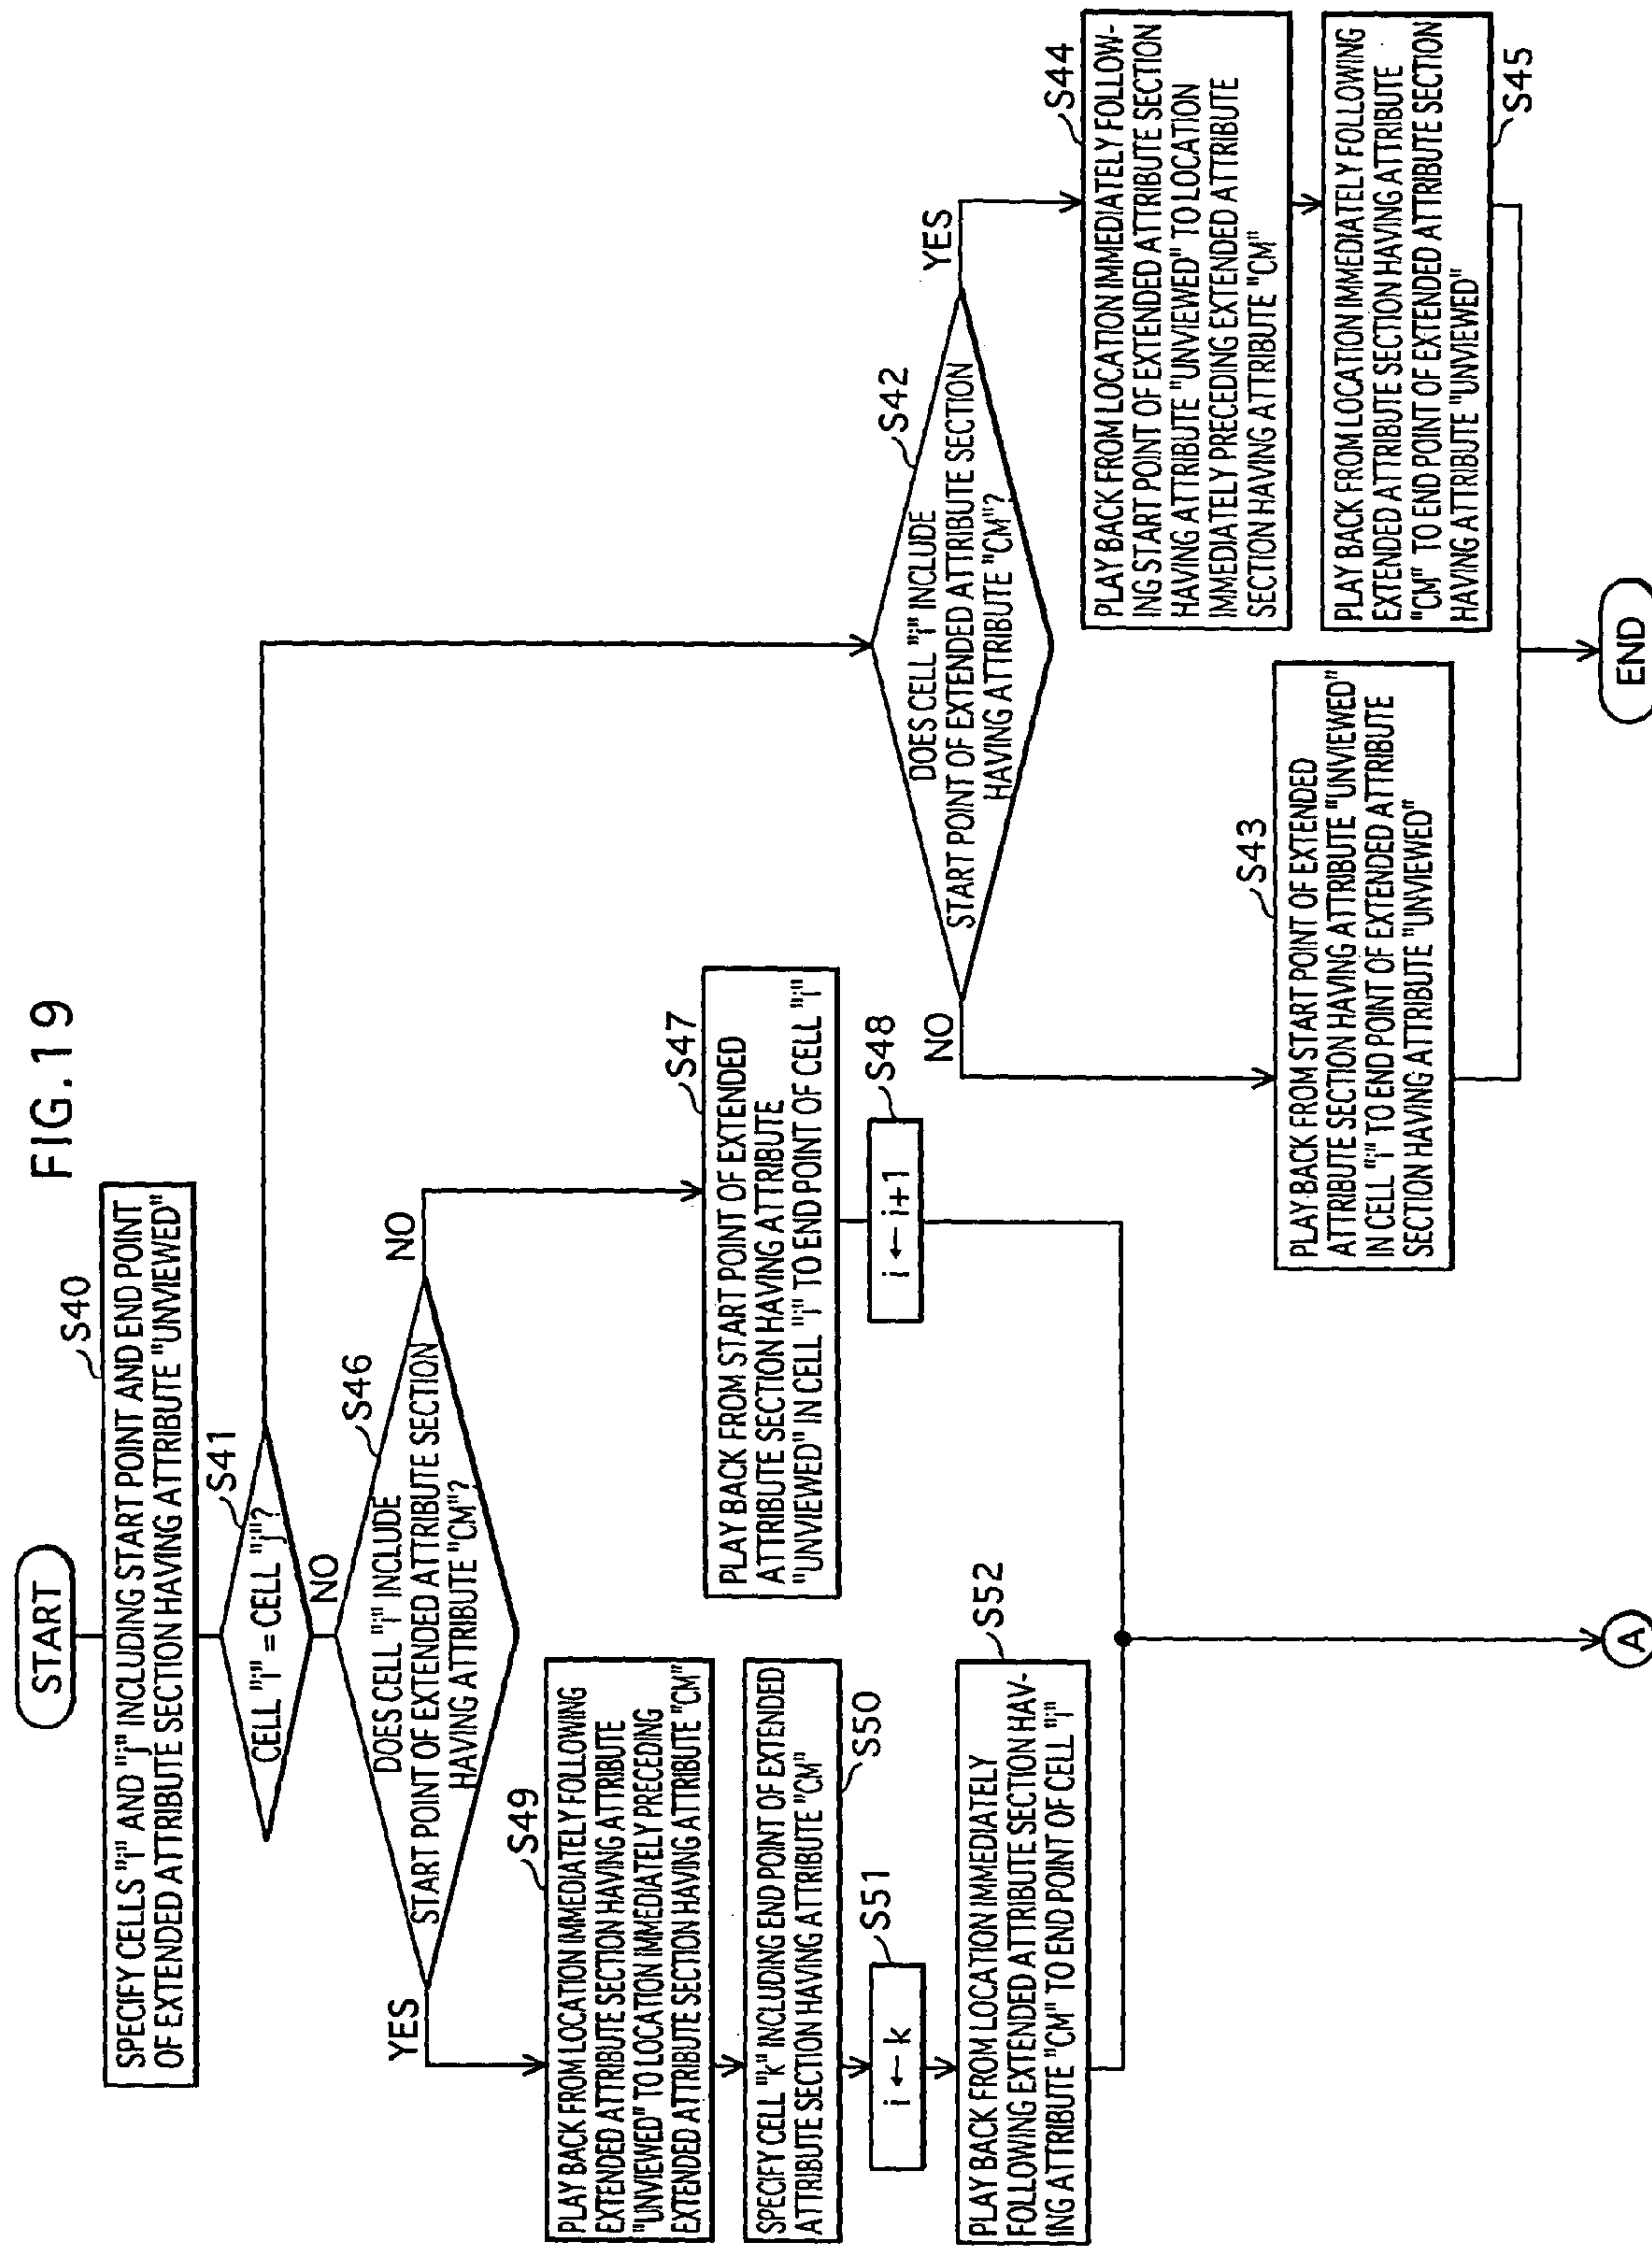 FIG.19
START
S40
SPECIFY CELLS "i" AND "j" INCLUDING START POINT AND END POINT
OF EXTENDED ATTRIBUTE SECTION HAVING ATTRIBUTE "UNVIEWED"
S41
CELL "i" = CELL "j"?
NO
S46
DOES CELL "i" INCLUDE
START POINT OF EXTENDED ATTRIBUTE SECTION
HAVING ATTRIBUTE "CM"?
YES
NO
S49
PLAY BACK FROM LOCATION IMMEDIATELY FOLLOWING
EXTENDED ATTRIBUTE SECTION HAVING ATTRIBUTE
"UNVIEWED" TO LOCATION IMMEDIATELY PRECEDING
EXTENDED ATTRIBUTE SECTION HAVING ATTRIBUTE "CM"
SPECIFY CELL "k" INCLUDING END POINT OF EXTENDED
ATTRIBUTE SECTION HAVING ATTRIBUTE "CM"
S50
S51
i ← k
S52
PLAY BACK FROM LOCATION IMMEDIATELY
FOLLOWING EXTENDED ATTRIBUTE SECTION HAV-
ING ATTRIBUTE "CM" TO END POINT OF CELL "i"
S47
PLAY BACK FROM START POINT OF EXTENDED
ATTRIBUTE SECTION HAVING ATTRIBUTE
"UNVIEWED" IN CELL "i" TO END POINT OF CELL "i"
S48
i ← i+1
A
S42
DOES CELL "i" INCLUDE
START POINT OF EXTENDED ATTRIBUTE SECTION
HAVING ATTRIBUTE "CM"?
NO
YES
S43
PLAY BACK FROM START POINT OF EXTENDED
ATTRIBUTE SECTION HAVING ATTRIBUTE "UNVIEWED"
IN CELL "i" TO END POINT OF EXTENDED ATTRIBUTE
SECTION HAVING ATTRIBUTE "UNVIEWED"
S44
PLAY BACK FROM LOCATION IMMEDIATELY FOLLOW-
ING START POINT OF EXTENDED ATTRIBUTE SECTION
HAVING ATTRIBUTE "UNVIEWED" TO LOCATION
IMMEDIATELY PRECEDING EXTENDED ATTRIBUTE
SECTION HAVING ATTRIBUTE "CM"
PLAY BACK FROM LOCATION IMMEDIATELY FOLLOWING
EXTENDED ATTRIBUTE SECTION HAVING ATTRIBUTE
"CM" TO END POINT OF EXTENDED ATTRIBUTE SECTION
HAVING ATTRIBUTE "UNVIEWED"
S45
END